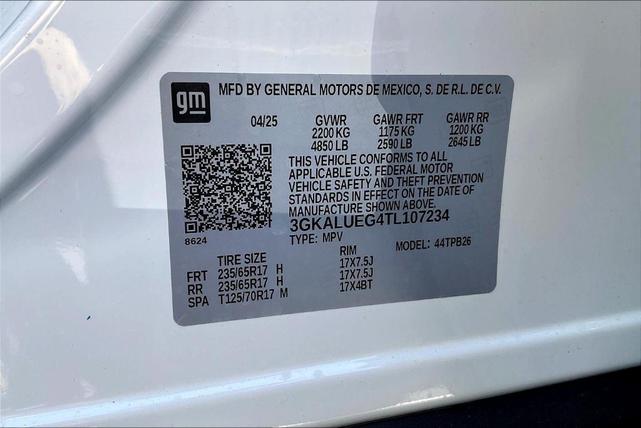 gm
MFD BY GENERAL MOTORS DE MEXICO, S. DE R.L. DE C.V.
04/25 GVWR GAWR FRT GAWR RR
2200 KG 1175 KG 1200 KG
4850 LB 2590 LB 2645 LB
THIS VEHICLE CONFORMS TO ALL
APPLICABLE U.S. FEDERAL MOTOR
VEHICLE SAFETY AND THEFT PREVENTION
STANDARDS IN EFFECT ON THE DATE OF
MANUFACTURE SHOWN ABOVE.
3GKALUEG4TL107234
8624
TYPE: MPV MODEL: 44TPB26
TIRE SIZE RIM
FRT 235/65R17 H 17X7.5J
RR 235/65R17 H 17X7.5J
SPA T125/70R17 M 17X4BT